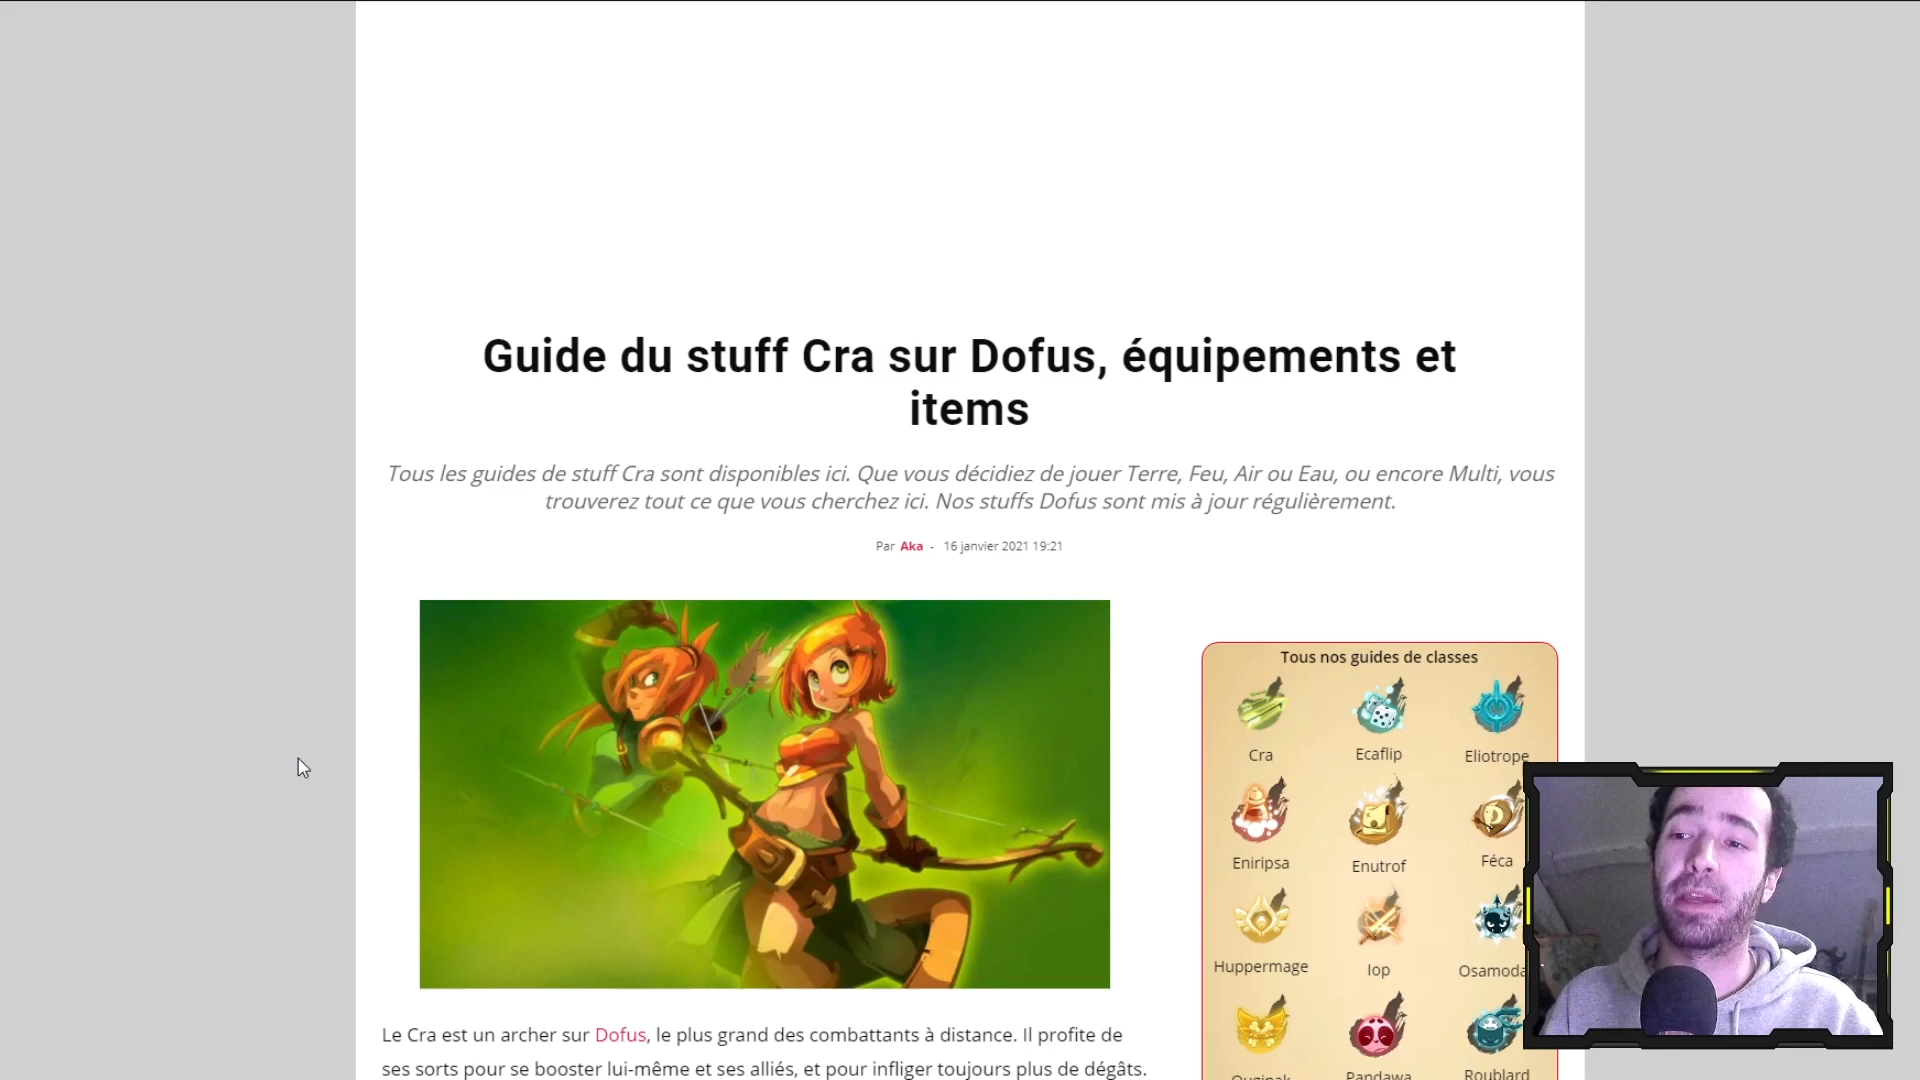 Guide du stuff Cra sur Dofus, équipements et
items
Tous les guides de stuff Cra sont disponibles ici. Que vous décidiez de jouer Terre, Feu, Air ou Eau, ou encore Multi, vous
trouverez tout ce que vous cherchez ici. Nos stuffs Dofus sont mis à jour régulièrement.
Par Aka - 16 janvier 2021 19:21
Le Cra est un archer sur Dofus, le plus grand des combattants à distance. Il profite de
ses sorts pour se booster lui-même et ses alliés, et pour infliger toujours plus de dégâts.
Tous nos guides de classes
Cra Ecaflip Eliotrope
Eniripsa Enutrof Féca
Huppermage Iop Osamoda
Ouginak Pandawa Roublard